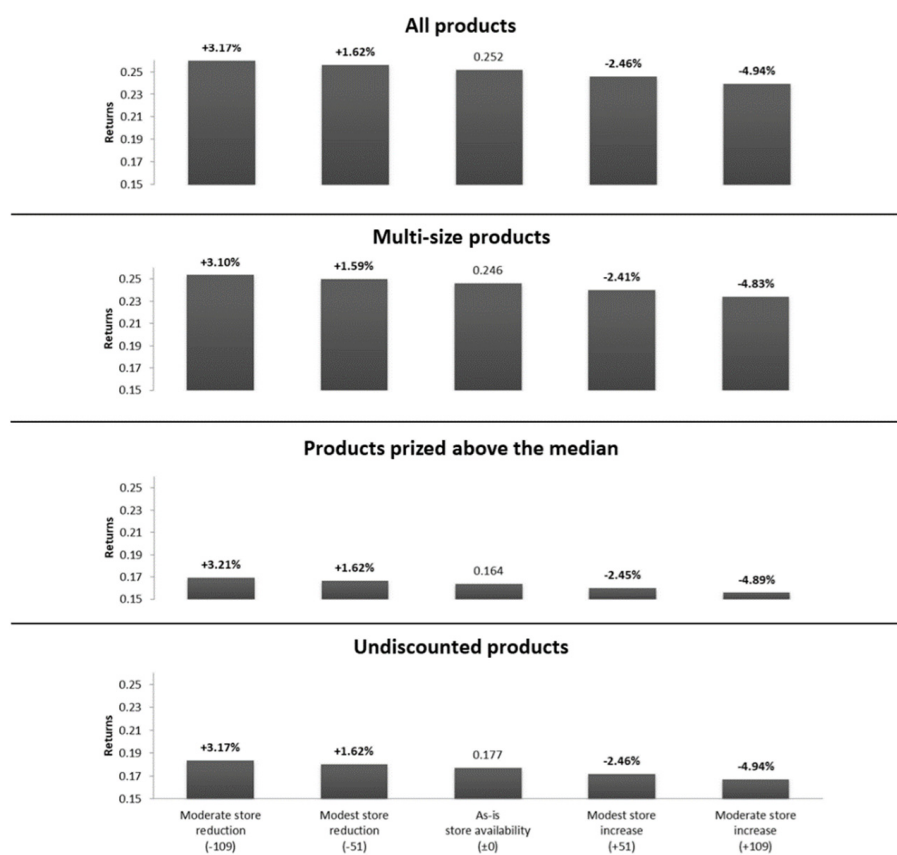 All products
+3.17% +1.62% 0.252 -2.46% -4.94%
Returns
0.25
0.23
0.21
0.19
0.17
0.15
Multi-size products
+3.10% +1.59% 0.246 -2.41% -4.83%
Returns
0.25
0.23
0.21
0.19
0.17
0.15
Products prized above the median
+3.21% +1.62% 0.164 -2.45% -4.89%
Returns
0.25
0.23
0.21
0.19
0.17
0.15
Undiscounted products
+3.17% +1.62% 0.177 -2.46% -4.94%
Returns
0.25
0.23
0.21
0.19
0.17
0.15
Moderate store
reduction
(-109)
Modest store
reduction
(-51)
As-is
store availability
(±0)
Modest store
increase
(+51)
Moderate store
increase
(+109)